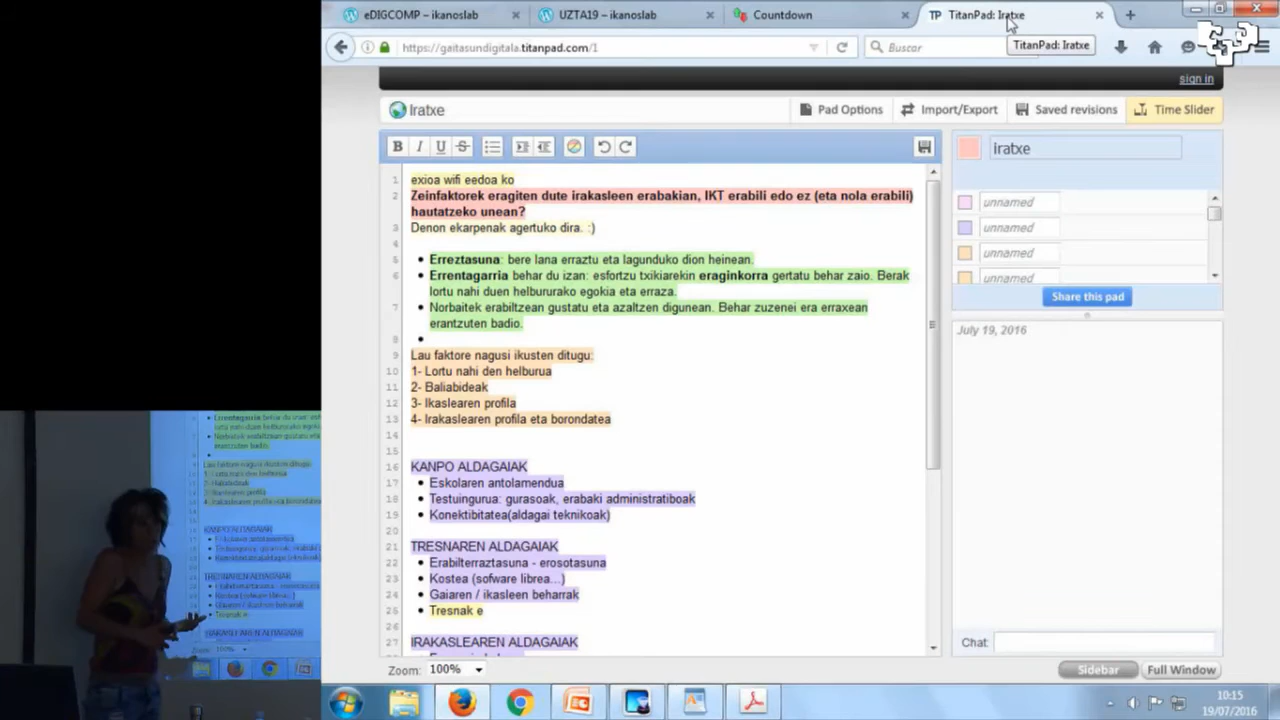 eDIGCOMP – ikanoslab
UZTA19 – ikanoslab
Countdown
TP TitanPad: Iratxe
https://gaitasundigitala.titanpad.com/1
Buscar
TitanPad: Iratxe
sign in
Iratxe
Pad Options
Import/Export
Saved revisions
Time Slider
B I U S
iratxe
1 exioa wifi eedoa ko
2 Zeinfaktorek eragiten dute irakasleen erabakian, IKT erabili edo ez (eta nola erabili)
hautatzeko unean?
3 Denon ekarpenak agertuko dira. :)
4
5 • Erreztasuna: bere lana erraztu eta lagunduko dion heinean.
6 • Errentagarria behar du izan: esfortzu txikiarekin eraginkorra gertatu behar zaio. Berak
lortu nahi duen helbururako egokia eta erraza.
7 • Norbaitek erabiltzean gustatu eta azaltzen digunean. Behar zuzenei era erraxean
erantzuten badio.
8 •
9 Lau faktore nagusi ikusten ditugu:
10 1- Lortu nahi den helburua
11 2- Baliabideak
12 3- Ikaslearen profila
13 4- Irakaslearen profila eta borondatea
14
15
16 KANPO ALDAGAIAK
17 • Eskolaren antolamendua
18 • Testuingurua: gurasoak, erabaki administratiboak
19 • Konektibitatea(aldagai teknikoak)
20
21 TRESNAREN ALDAGAIAK
22 • Erabilterraztasuna - erosotasuna
23 • Kostea (sofware librea...)
24 • Gaiaren / ikasleen beharrak
25 • Tresnak e
26
27 IRAKASLEAREN ALDAGAIAK
unnamed
unnamed
unnamed
unnamed
Share this pad
July 19, 2016
Chat:
Zoom: 100%
Sidebar
Full Window
10:15
19/07/2016